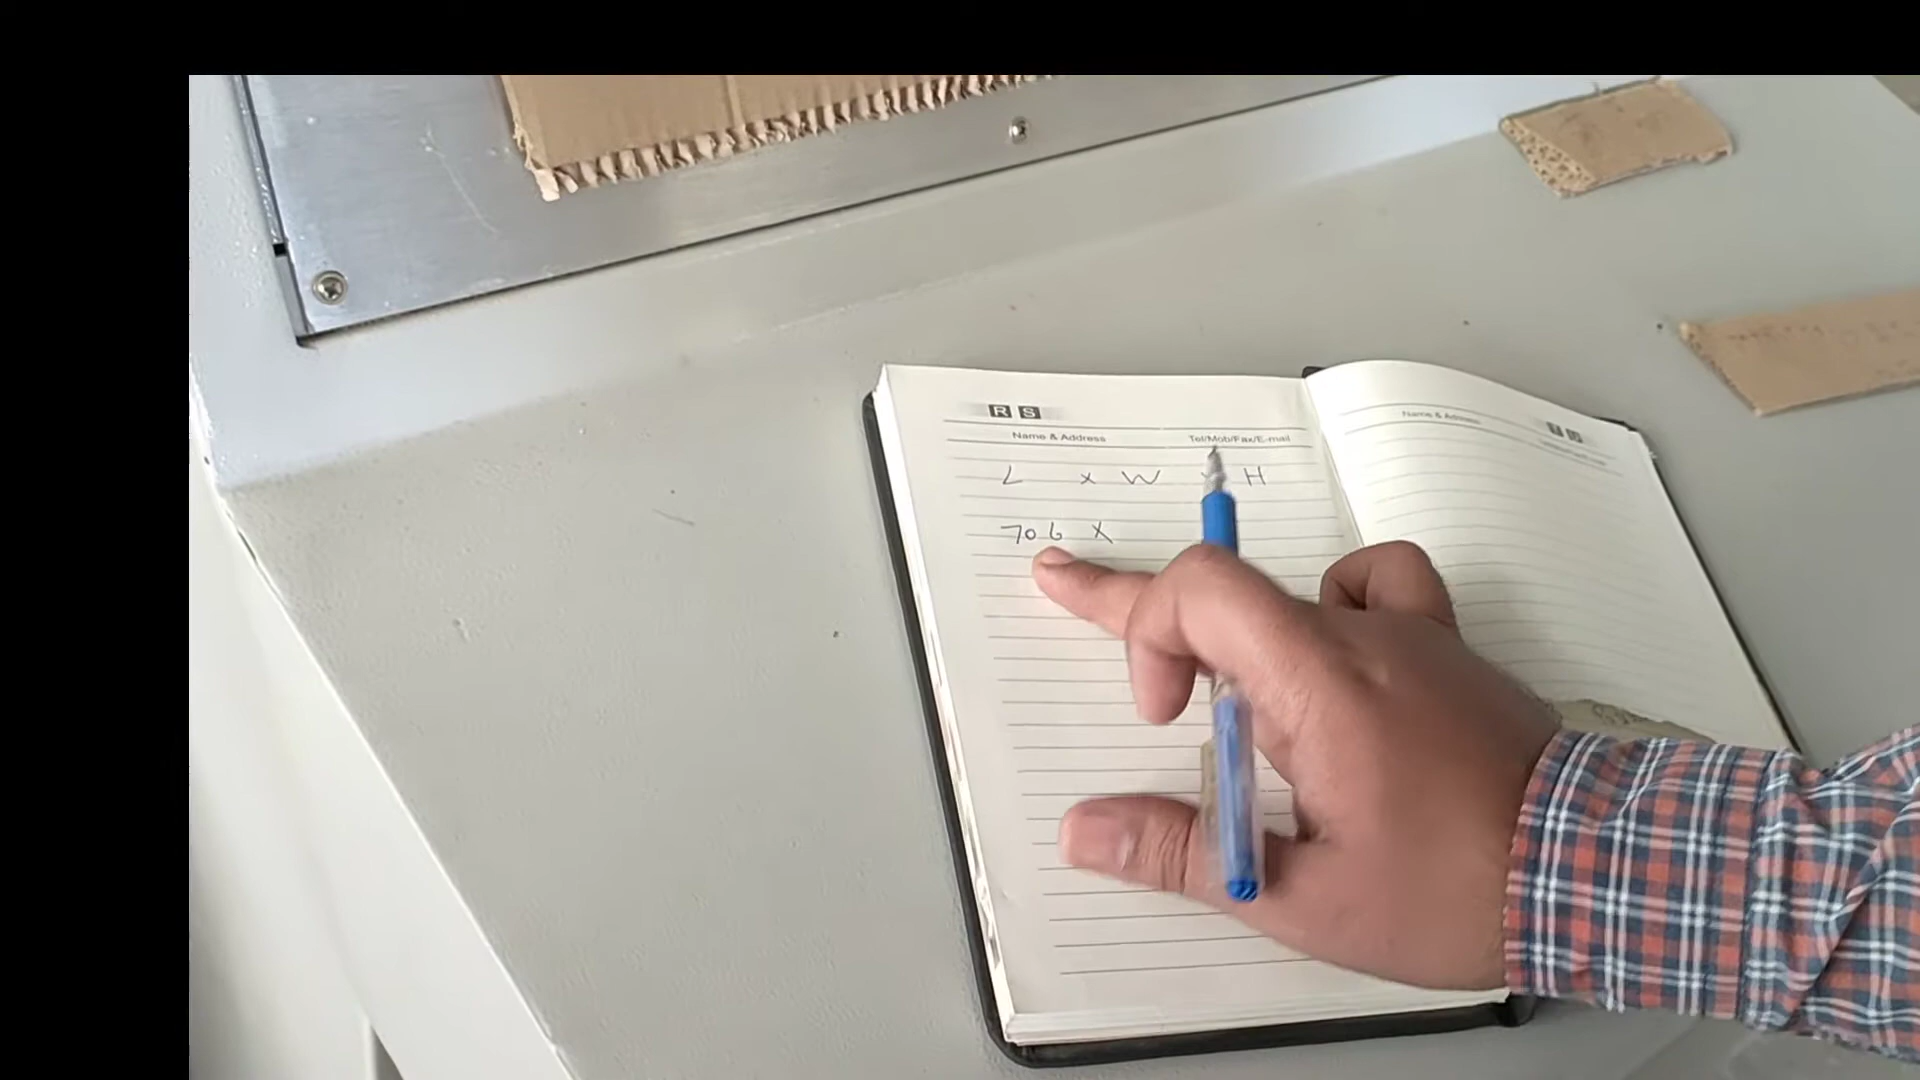 R S
Name & Address Tel/Mob/Fax/E-mail
L x W H
706 X
Name & Address